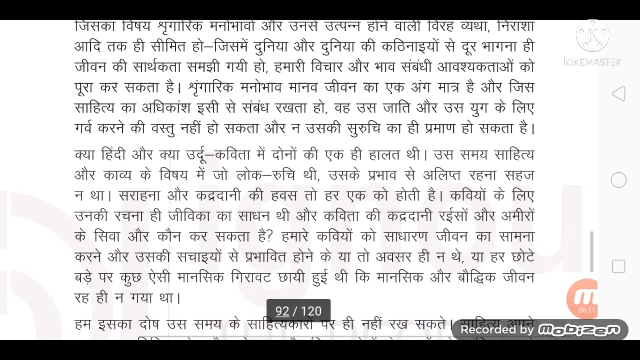 जिसका विषय श्रृंगारिक मनोभावों और उनसे उत्पन्न होने वाली विरह व्यथा, निराशा
आदि तक ही सीमित हो—जिसमें दुनिया और दुनिया की कठिनाइयों से दूर भागना ही
जीवन की सार्थकता समझी गयी हो, हमारी विचार और भाव संबंधी आवश्यकताओं को
पूरा कर सकता है। श्रृंगारिक मनोभाव मानव जीवन का एक अंग मात्र है और जिस
साहित्य का अधिकांश इसी से संबंध रखता हो, वह उस जाति और उस युग के लिए
गर्व करने की वस्तु नहीं हो सकता और न उसकी सुरुचि का ही प्रमाण हो सकता है।
क्या हिंदी और क्या उर्दू—कविता में दोनों की एक ही हालत थी। उस समय साहित्य
और काव्य के विषय में जो लोक—रुचि थी, उसके प्रभाव से अलिप्त रहना सहज
न था। सराहना और कद्रदानी की हवस तो हर एक को होती है। कवियों के लिए
उनकी रचना ही जीविका का साधन थी और कविता की कद्रदानी रईसों और अमीरों
के सिवा और कौन कर सकता है? हमारे कवियों को साधारण जीवन का सामना
करने और उसकी सचाइयों से प्रभावित होने के या तो अवसर ही न थे, या हर छोटे
बड़े पर कुछ ऐसी मानसिक गिरावट छायी हुई थी कि मानसिक और बौद्धिक जीवन
रह ही न गया था।
92 / 120
हम इसका दोष उस समय के साहित्यकारों पर ही नहीं रख सकते। साहित्य अपने
KINEMASTER
06:11
Recorded by Mobizen